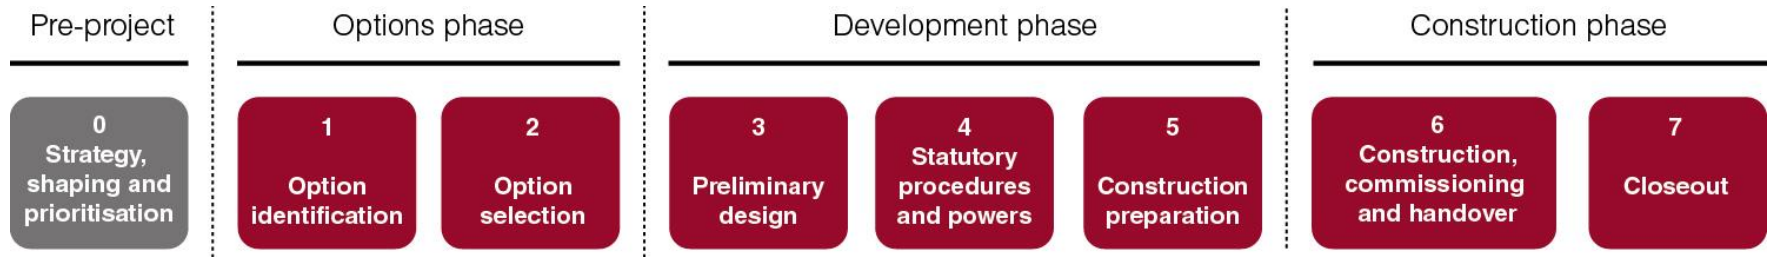 Pre-project
Options phase
Development phase
Construction phase
0
Strategy,
shaping and
prioritisation
1
Option
identification
2
Option
selection
3
Preliminary
design
4
Statutory
procedures
and powers
5
Construction
preparation
6
Construction,
commissioning
and handover
7
Closeout